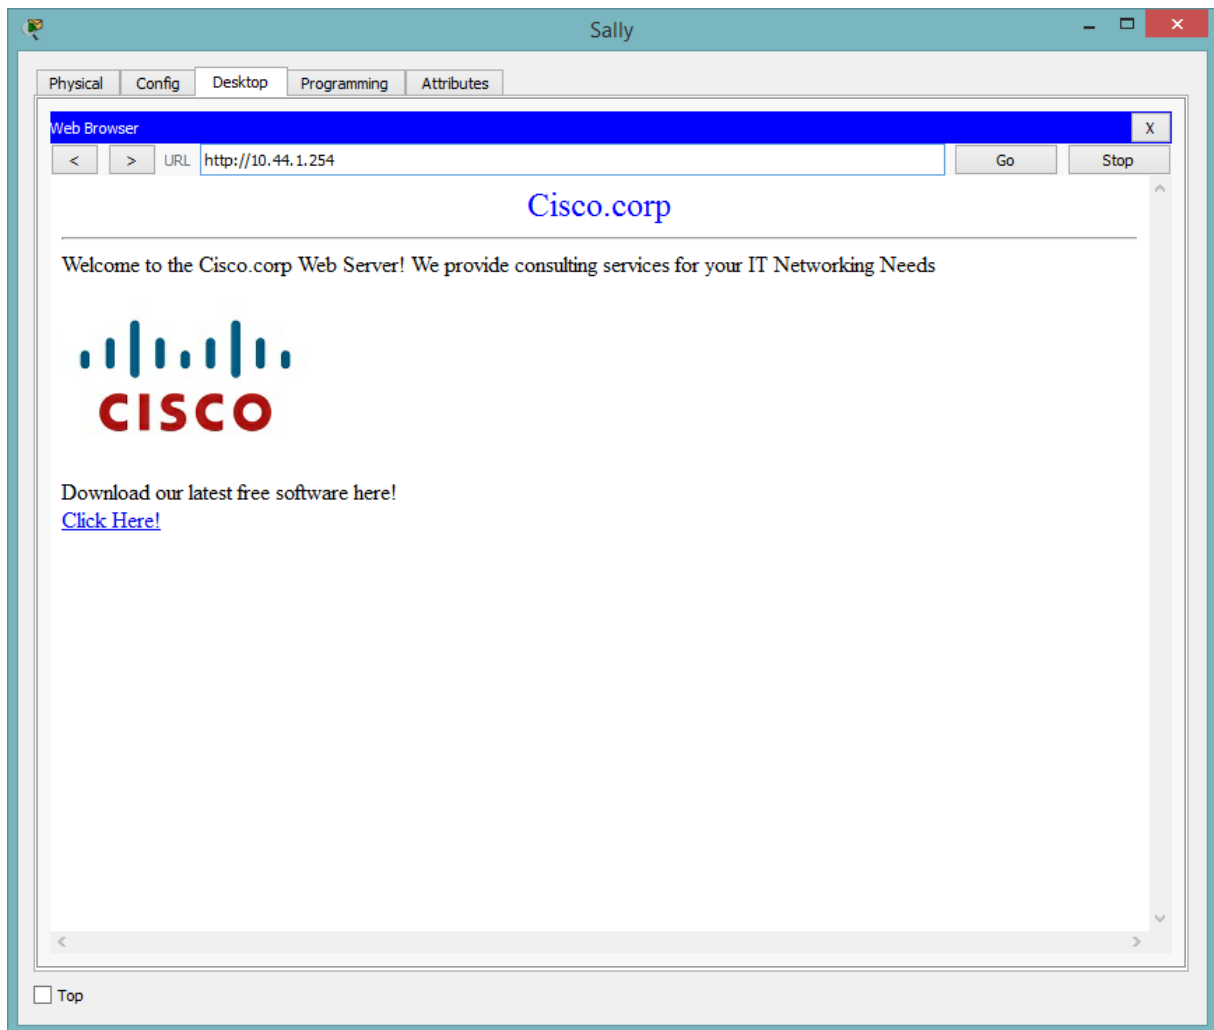 Sally
Physical Config Desktop Programming Attributes
Web Browser X
< > URL http://10.44.1.254 Go Stop
Cisco.corp
Welcome to the Cisco.corp Web Server! We provide consulting services for your IT Networking Needs
CISCO
Download our latest free software here!
Click Here!
Top